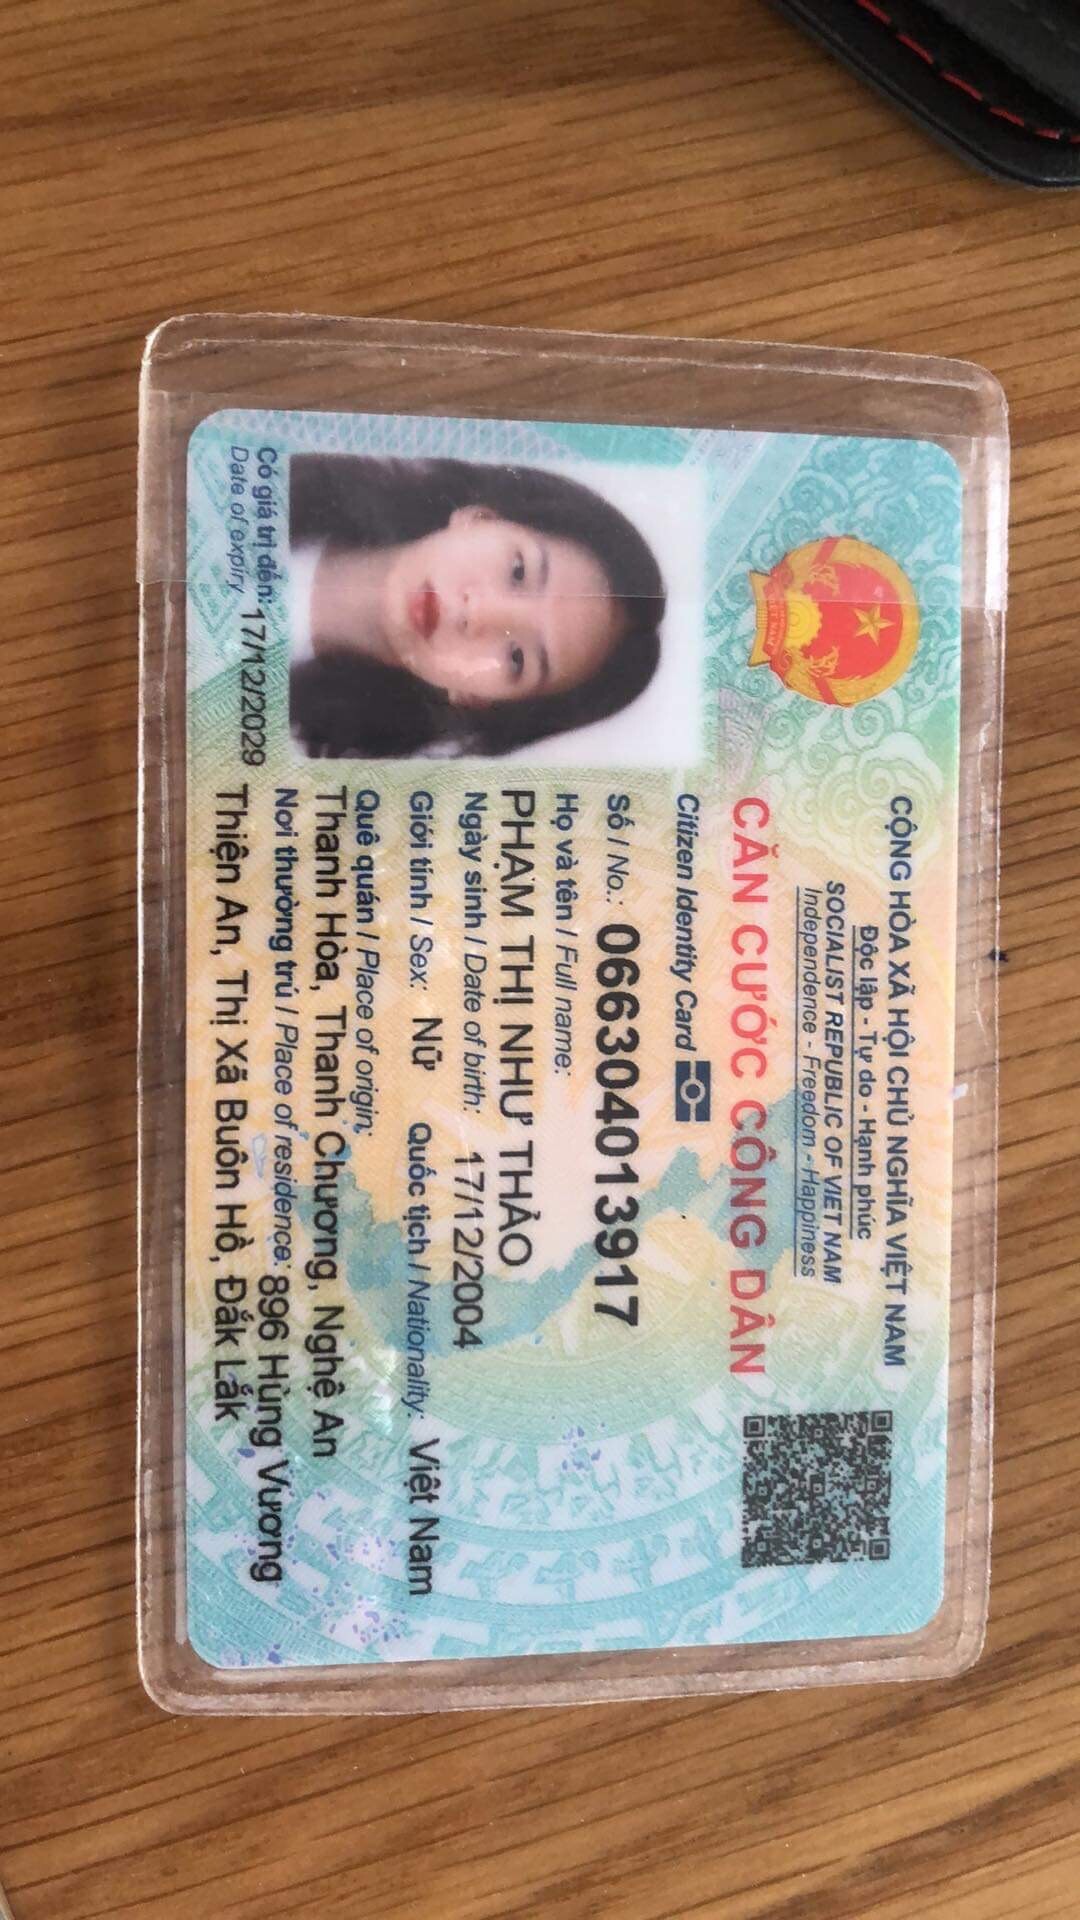 CỘNG HÒA XÃ HỘI CHỦ NGHĨA VIỆT NAM
Độc lập - Tự do - Hạnh phúc
SOCIALIST REPUBLIC OF VIET NAM
Independence - Freedom - Happiness
CĂN CƯỚC CÔNG DÂN
Citizen Identity Card
Số / No.: 066304013917
Họ và tên / Full name:
PHẠM THỊ NHƯ THẢO
Ngày sinh / Date of birth: 17/12/2004
Giới tính / Sex: Nữ Quốc tịch / Nationality: Việt Nam
Quê quán / Place of origin:
Thanh Hòa, Thanh Chương, Nghệ An
Nơi thường trú / Place of residence: 896 Hùng Vương
Thiện An, Thị Xã Buôn Hồ, Đắk Lắk
Có giá trị đến: 17/12/2029
Date of expiry